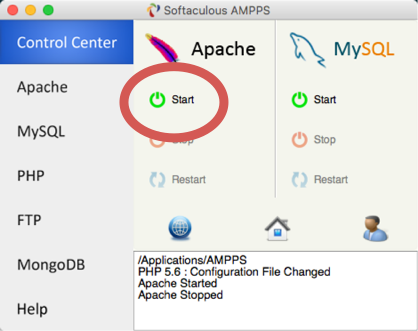 Softaculous AMPPS
Control Center
Apache
MySQL
PHP
FTP
MongoDB
Help
Apache
MySQL
Start
Start
Stop
Stop
Restart
Restart
/Applications/AMPPS
PHP 5.6 : Configuration File Changed
Apache Started
Apache Stopped